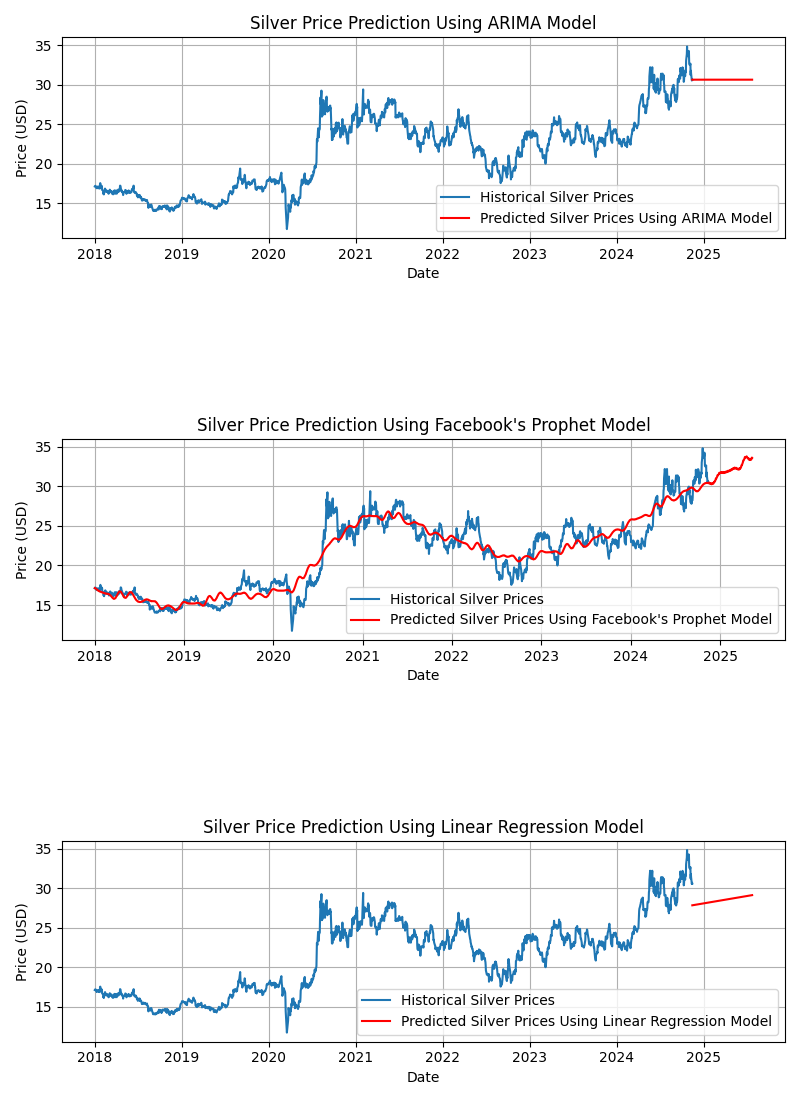 Silver Price Prediction Using ARIMA Model
35
30
25
20
15
Price (USD)
Historical Silver Prices
Predicted Silver Prices Using ARIMA Model
2018 2019 2020 2021 2022 2023 2024 2025
Date
Silver Price Prediction Using Facebook's Prophet Model
35
30
25
20
15
Price (USD)
Historical Silver Prices
Predicted Silver Prices Using Facebook's Prophet Model
2018 2019 2020 2021 2022 2023 2024 2025
Date
Silver Price Prediction Using Linear Regression Model
35
30
25
20
15
Price (USD)
Historical Silver Prices
Predicted Silver Prices Using Linear Regression Model
2018 2019 2020 2021 2022 2023 2024 2025
Date